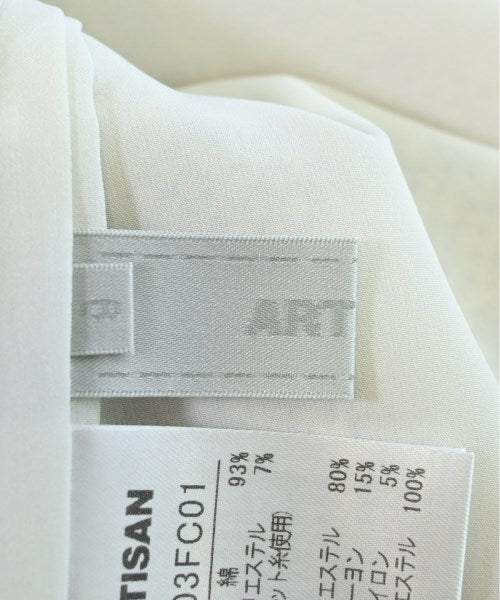 ART
TISAN
03FC01
綿 93%
リエステル 7%
ット糸使用)
エステル 80%
ーヨン 15%
イロン 5%
エステル 100%